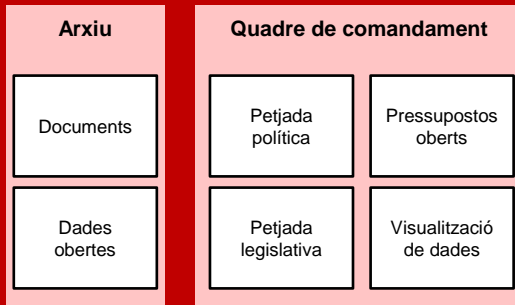 Arxiu
Documents
Dades
obertes
Quadre de comandament
Petjada
política
Pressupostos
oberts
Petjada
legislativa
Visualització
de dades